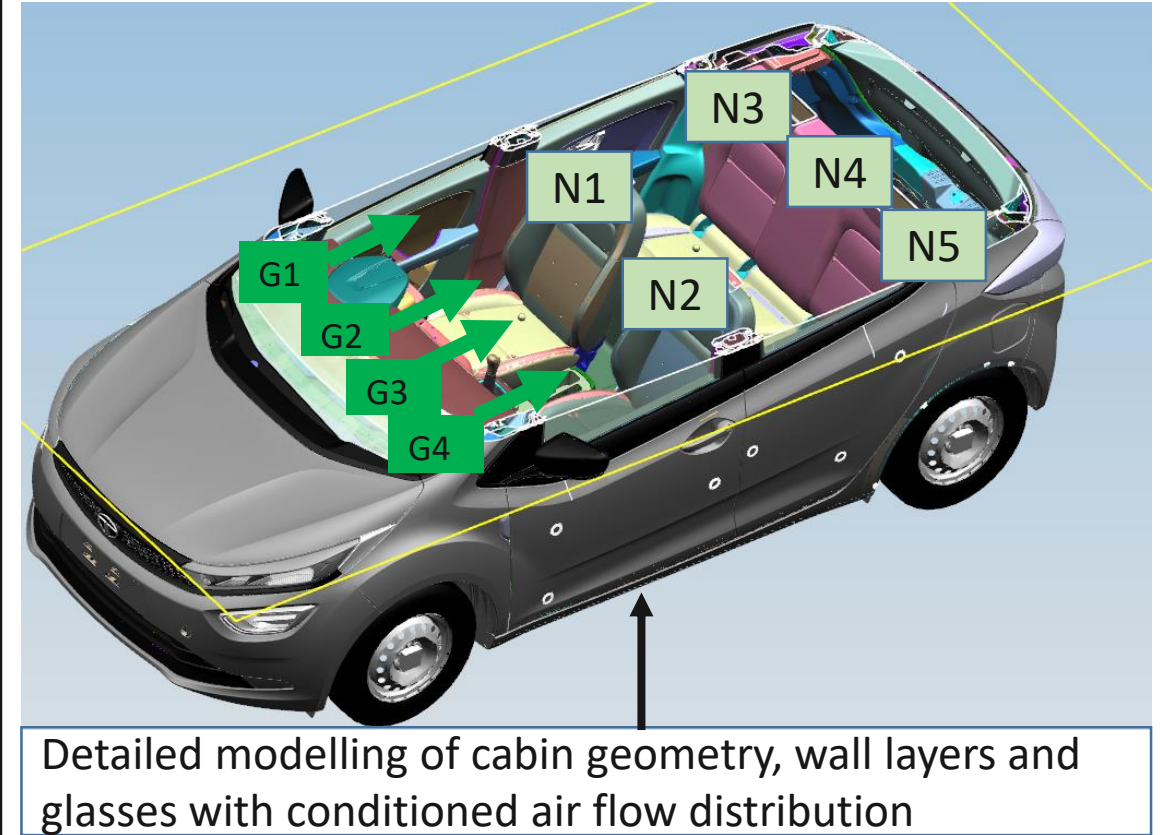 N3
N4
N1
N5
G1
N2
G2
G3
G4
Detailed modelling of cabin geometry, wall layers and
glasses with conditioned air flow distribution